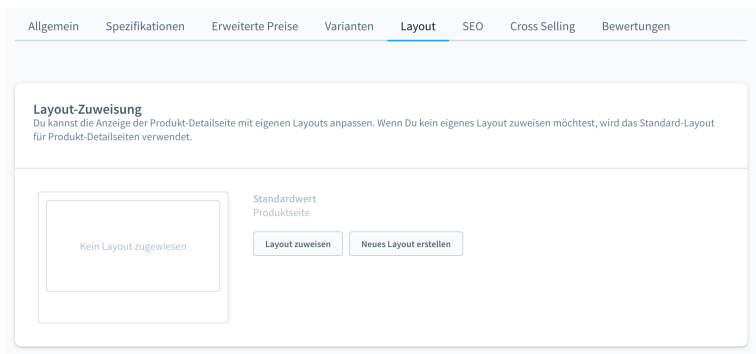 Allgemein Spezifikationen Erweiterte Preise Varianten Layout SEO Cross Selling Bewertungen
Layout-Zuweisung
Du kannst die Anzeige der Produkt-Detailseite mit eigenen Layouts anpassen. Wenn Du kein eigenes Layout zuweisen möchtest, wird das Standard-Layout
für Produkt-Detailseiten verwendet.
Standardwert
Produktseite
Kein Layout zugewiesen
Layout zuweisen Neues Layout erstellen